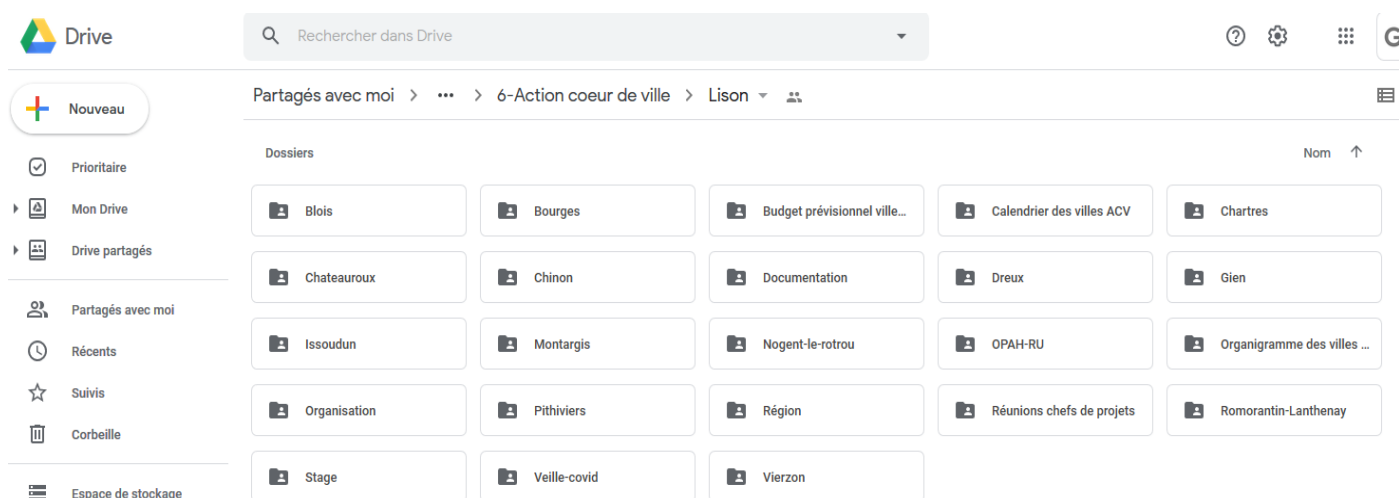 Drive
Rechercher dans Drive
Nouveau
Partagés avec moi > ••• > 6-Action coeur de ville > Lison
Prioritaire
Mon Drive
Drive partagés
Partagés avec moi
Récents
Suivis
Corbeille
Espace de stockage
Dossiers
Nom
Blois
Bourges
Budget prévisionnel ville...
Calendrier des villes ACV
Chartres
Chateauroux
Chinon
Documentation
Dreux
Gien
Issoudun
Montargis
Nogent-le-rotrou
OPAH-RU
Organigramme des villes ...
Organisation
Pithiviers
Région
Réunions chefs de projets
Romorantin-Lanthenay
Stage
Veille-covid
Vierzon